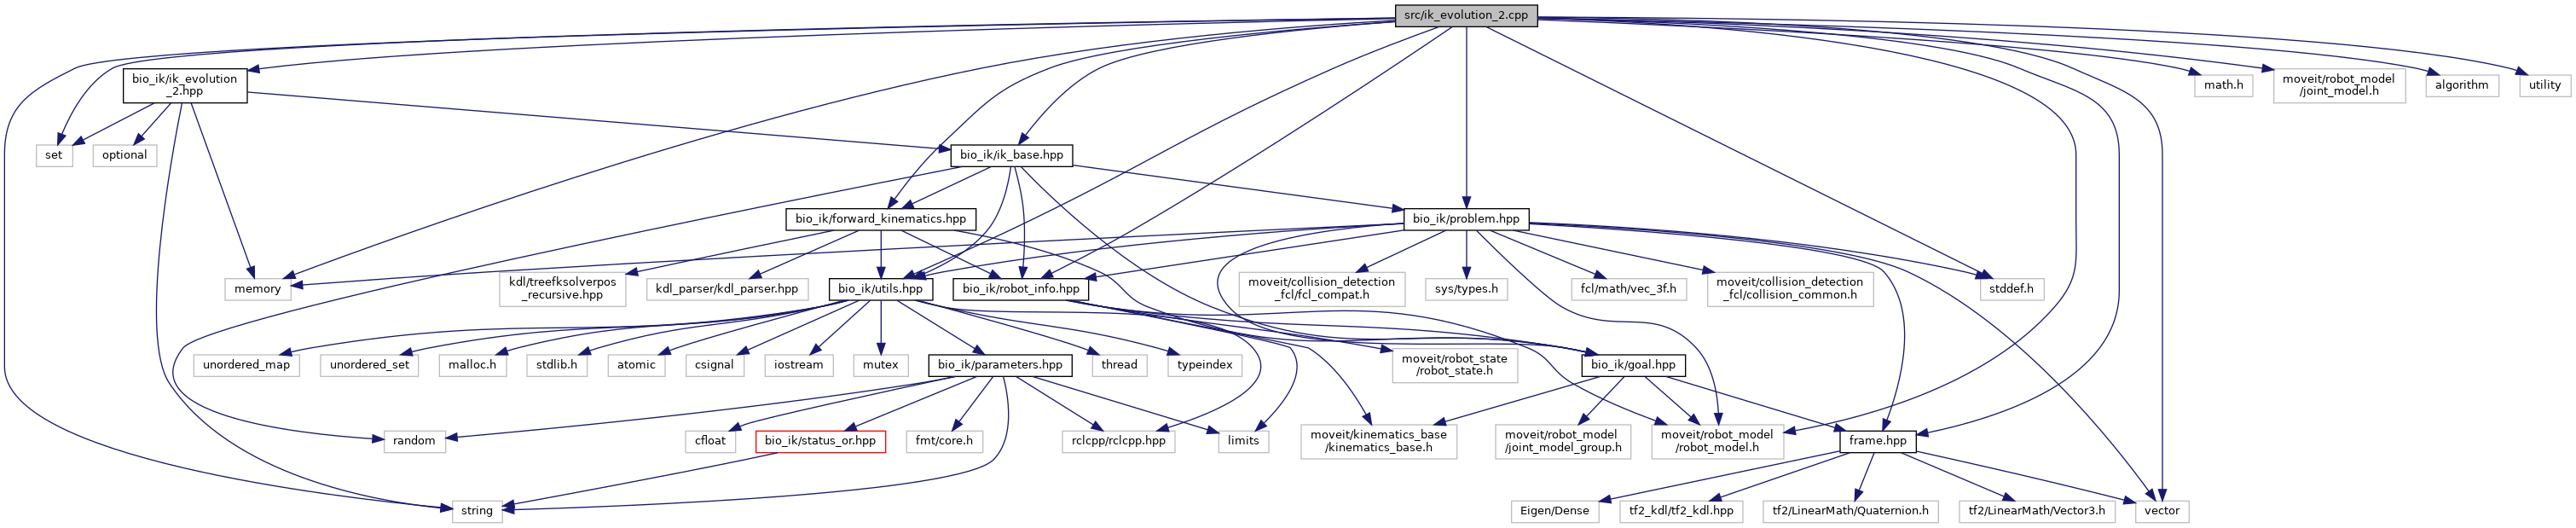 src/ik_evolution_2.cpp
bio_ik/ik_evolution
_2.hpp
math.h
moveit/robot_model
/joint_model.h
algorithm
utility
set
optional
bio_ik/ik_base.hpp
bio_ik/forward_kinematics.hpp
bio_ik/problem.hpp
memory
kdl/treefksolverpos
_recursive.hpp
kdl_parser/kdl_parser.hpp
bio_ik/utils.hpp
bio_ik/robot_info.hpp
moveit/collision_detection
_fcl/fcl_compat.h
sys/types.h
fcl/math/vec_3f.h
moveit/collision_detection
_fcl/collision_common.h
stddef.h
unordered_map
unordered_set
malloc.h
stdlib.h
atomic
csignal
iostream
mutex
bio_ik/parameters.hpp
thread
typeindex
moveit/robot_state
/robot_state.h
bio_ik/goal.hpp
random
cfloat
bio_ik/status_or.hpp
fmt/core.h
rclcpp/rclcpp.hpp
limits
moveit/kinematics_base
/kinematics_base.h
moveit/robot_model
/joint_model_group.h
moveit/robot_model
/robot_model.h
frame.hpp
string
Eigen/Dense
tf2_kdl/tf2_kdl.hpp
tf2/LinearMath/Quaternion.h
tf2/LinearMath/Vector3.h
vector